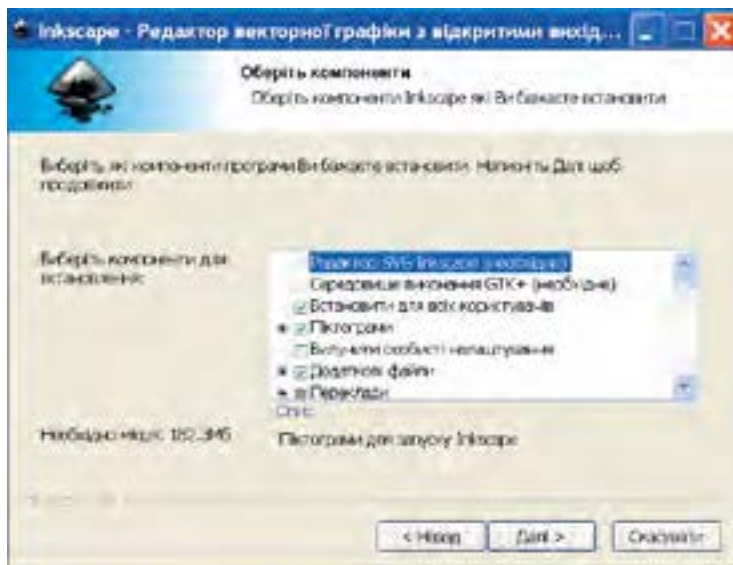 Inkscape - Редактор векторної графіки з відкритими вихід...
Оберіть компоненти
Оберіть компоненти Inkscape які Ви бажаєте встановити
Виберіть які компоненти програми Ви бажаєте встановити. Натисніть Далі щоб
продовжити
Виберіть компоненти для
встановлення:
Редактор SVG Inkscape (необхідно)
Середовище виконання GTK+ (необхідне)
Встановити для всіх користувачів
Піктограми
Вилучити особисті налаштування
Додаткові файли
Переклади
Опис
Необхідно місця: 182.3Мб
Піктограми для запуску Inkscape
< Назад
Далі >
Скасувати